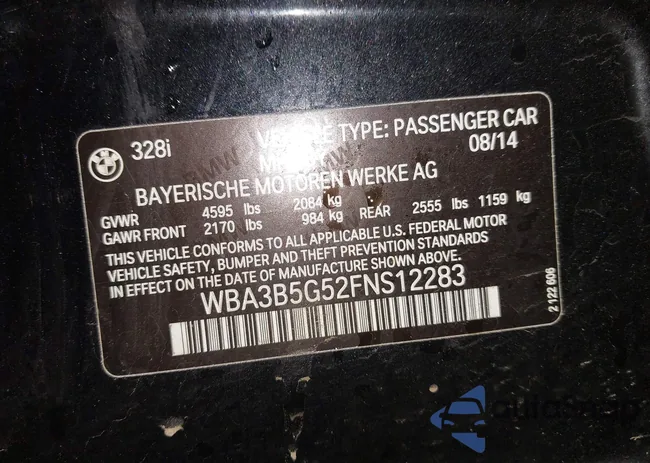 BMW
328i
VEHICLE TYPE: PASSENGER CAR
08/14
BAYERISCHE MOTOREN WERKE AG
GVWR 4595 lbs 2084 kg
GAWR FRONT 2170 lbs 984 kg REAR 2555 lbs 1159 kg
THIS VEHICLE CONFORMS TO ALL APPLICABLE U.S. FEDERAL MOTOR
VEHICLE SAFETY, BUMPER AND THEFT PREVENTION STANDARDS
IN EFFECT ON THE DATE OF MANUFACTURE SHOWN ABOVE.
WBA3B5G52FNS12283
2 122 606